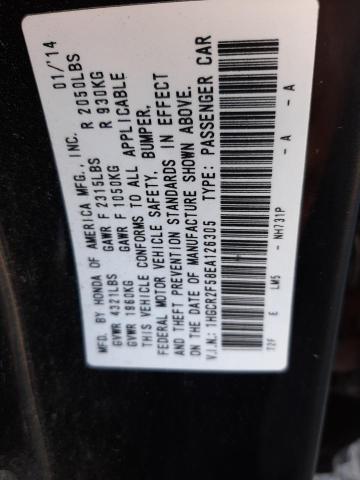 MFD. BY HONDA OF AMERICA MFG., INC. 01/'14
GVWR 4321LBS GAWR F 2315LBS R 2050LBS
GVWR 1960KG GAWR F 1050KG R 930KG
THIS VEHICLE CONFORMS TO ALL APPLICABLE
FEDERAL MOTOR VEHICLE SAFETY, BUMPER,
AND THEFT PREVENTION STANDARDS IN EFFECT
ON THE DATE OF MANUFACTURE SHOWN ABOVE.
V.I.N.: 1HGCR2F58EA126305 TYPE: PASSENGER CAR
T2F E LM5 NH731P A - A